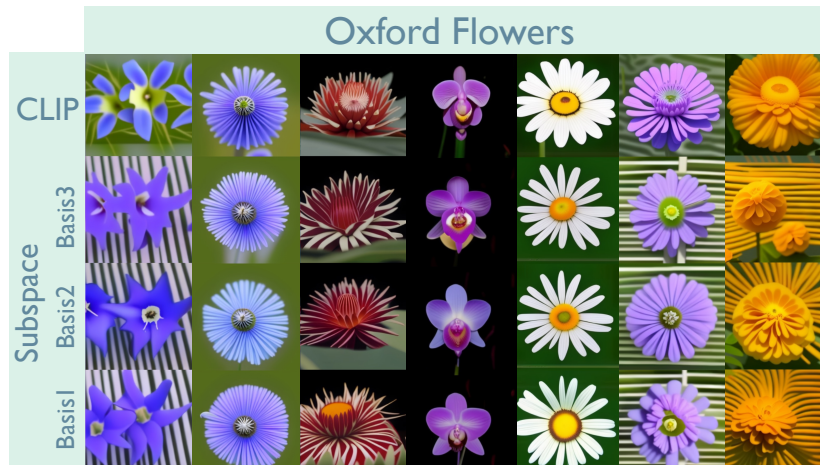 Oxford Flowers
CLIP
Subspace
Basis3
Basis2
Basis1